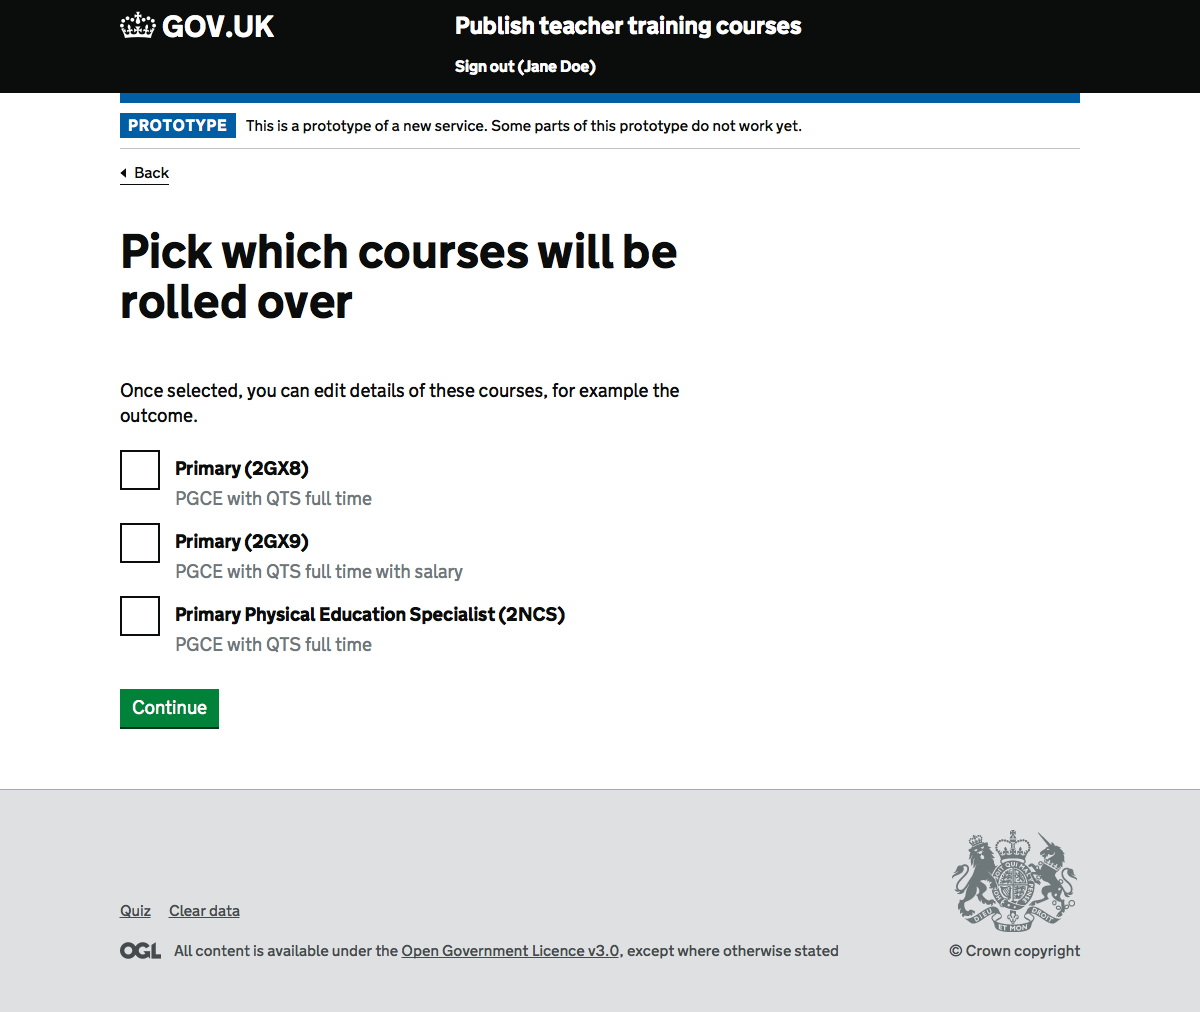 GOV.UK
Publish teacher training courses
Sign out (Jane Doe)
PROTOTYPE This is a prototype of a new service. Some parts of this prototype do not work yet.
Back
Pick which courses will be
rolled over
Once selected, you can edit details of these courses, for example the
outcome.
Primary (2GX8)
PGCE with QTS full time
Primary (2GX9)
PGCE with QTS full time with salary
Primary Physical Education Specialist (2NCS)
PGCE with QTS full time
Continue
Quiz Clear data
OGL All content is available under the Open Government Licence v3.0, except where otherwise stated
DIEU ET MON DROIT
© Crown copyright